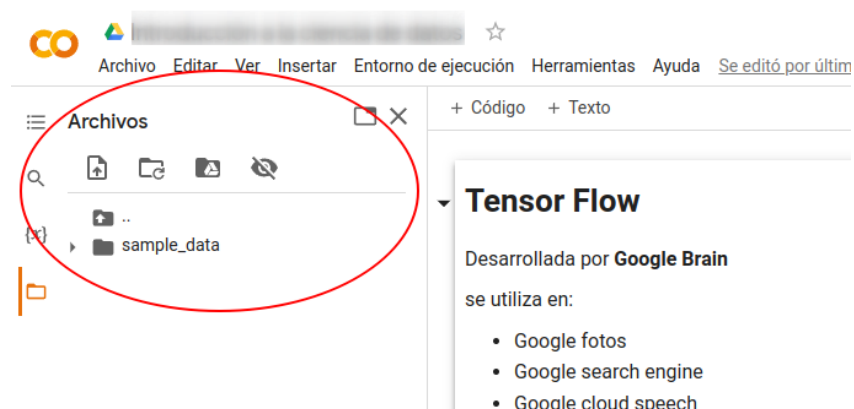 Archivo Editar Ver Insertar Entorno de ejecución Herramientas Ayuda Se editó por últim
Archivos
+ Código + Texto
..
{x}
sample_data
Tensor Flow
Desarrollada por Google Brain
se utiliza en:
• Google fotos
• Google search engine
• Google cloud speech